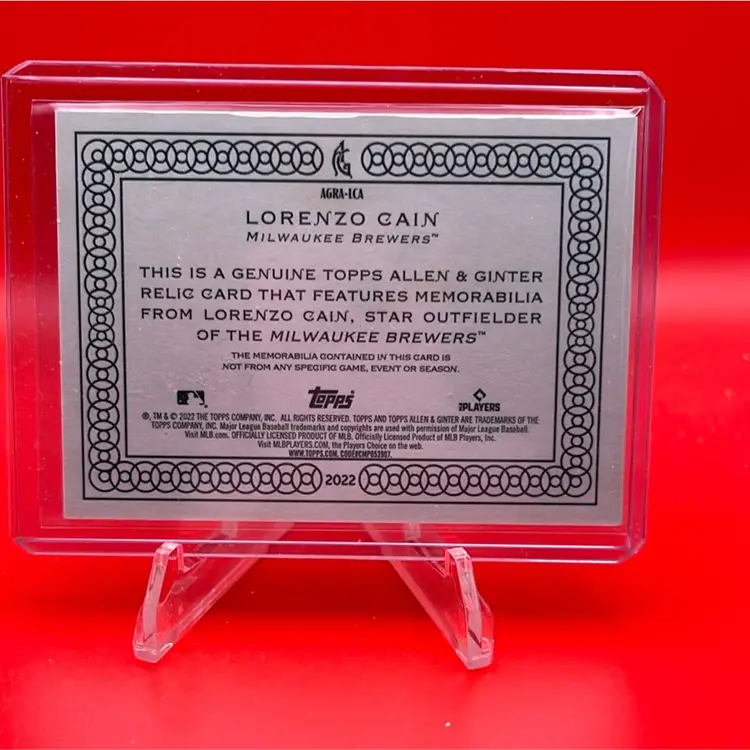 AG
AGRA-LCA
LORENZO CAIN
MILWAUKEE BREWERS™
THIS IS A GENUINE TOPPS ALLEN & GINTER
RELIC CARD THAT FEATURES MEMORABILIA
FROM LORENZO CAIN, STAR OUTFIELDER
OF THE MILWAUKEE BREWERS™
THE MEMORABILIA CONTAINED IN THIS CARD IS
NOT FROM ANY SPECIFIC GAME, EVENT OR SEASON.
Topps
PLAYERS
®, TM & © 2022 THE TOPPS COMPANY, INC. ALL RIGHTS RESERVED. TOPPS AND TOPPS ALLEN & GINTER ARE TRADEMARKS OF THE
TOPPS COMPANY, INC. Major League Baseball trademarks and copyrights are used with permission of Major League Baseball.
Visit MLB.com. OFFICIALLY LICENSED PRODUCT OF MLB. Officially Licensed Product of MLB Players, Inc.
Visit MLBPLAYERS.COM, the Players Choice on the web.
WWW.TOPPS.COM, CODE#CMP053907.
2022